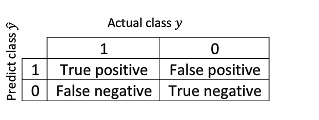 Actual class y
Predict class ŷ
1 0
1 True positive False positive
0 False negative True negative